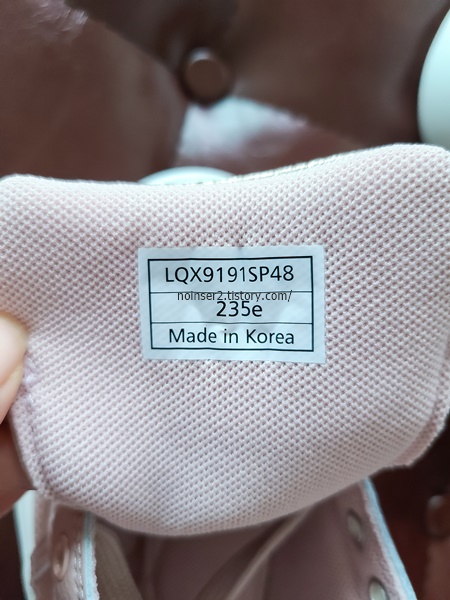 LQX9191SP48
noinser2.tistory.com/
235e
Made in Korea